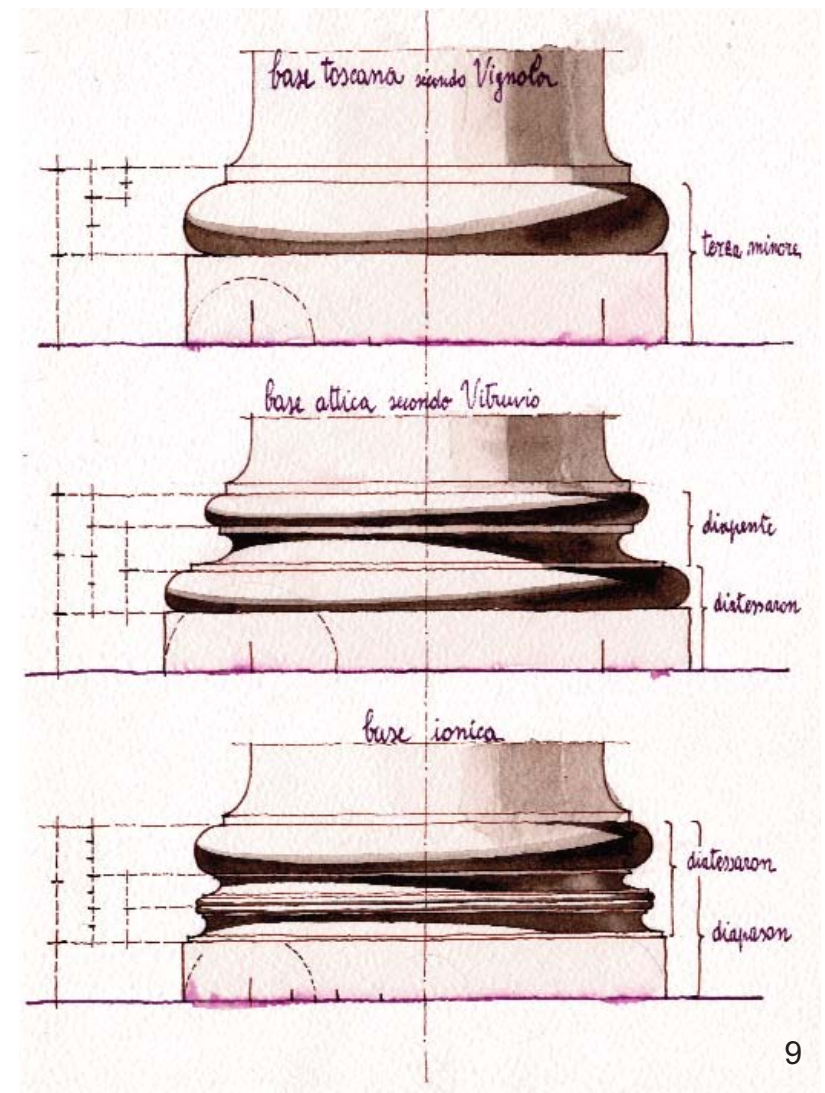 base toscana secondo Vignola
terza minore
base attica secondo Vitruvio
diapente
diatessaron
base ionica
diatessaron
diapason
9